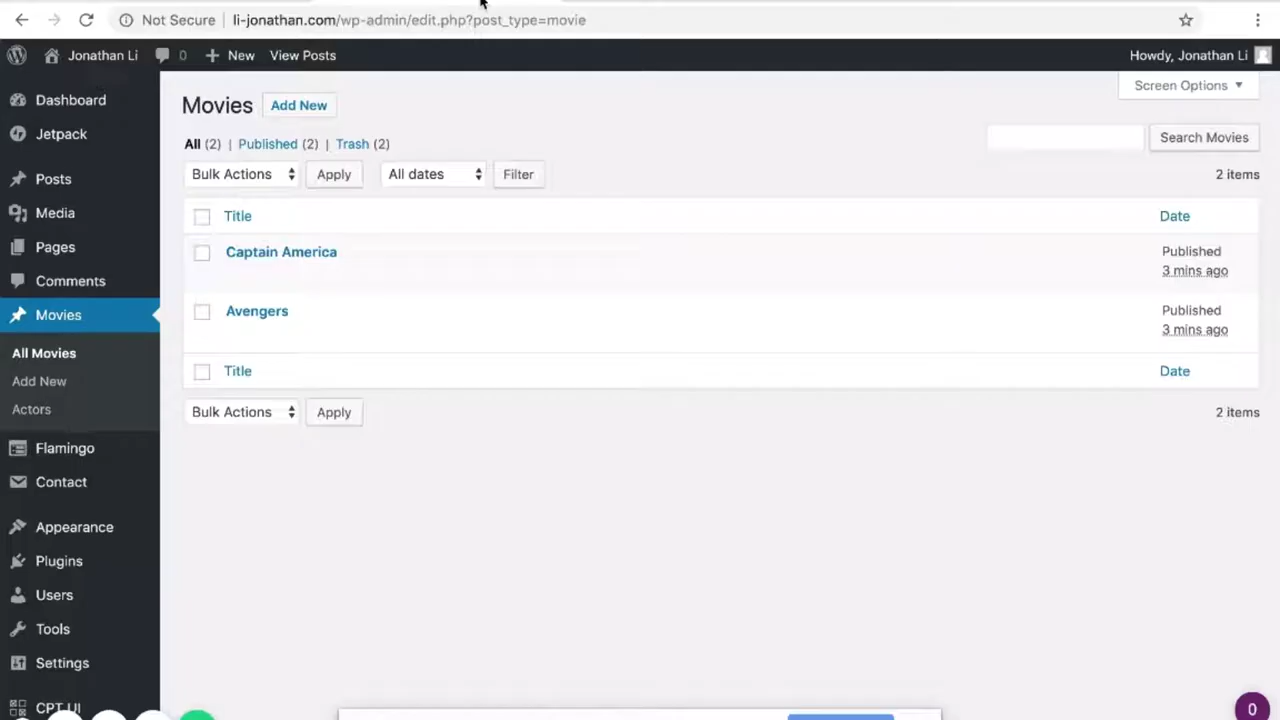 Not Secure li-jonathan.com/wp-admin/edit.php?post_type=movie
Jonathan Li 0 New View Posts Howdy, Jonathan Li
Screen Options
Dashboard
Jetpack
Posts
Media
Pages
Comments
Movies
All Movies
Add New
Actors
Flamingo
Contact
Appearance
Plugins
Users
Tools
Settings
CPT UI
Movies Add New
All (2) | Published (2) | Trash (2)
Search Movies
Bulk Actions Apply All dates Filter 2 items
Title Date
Captain America Published
3 mins ago
Avengers Published
3 mins ago
Title Date
Bulk Actions Apply 2 items
0